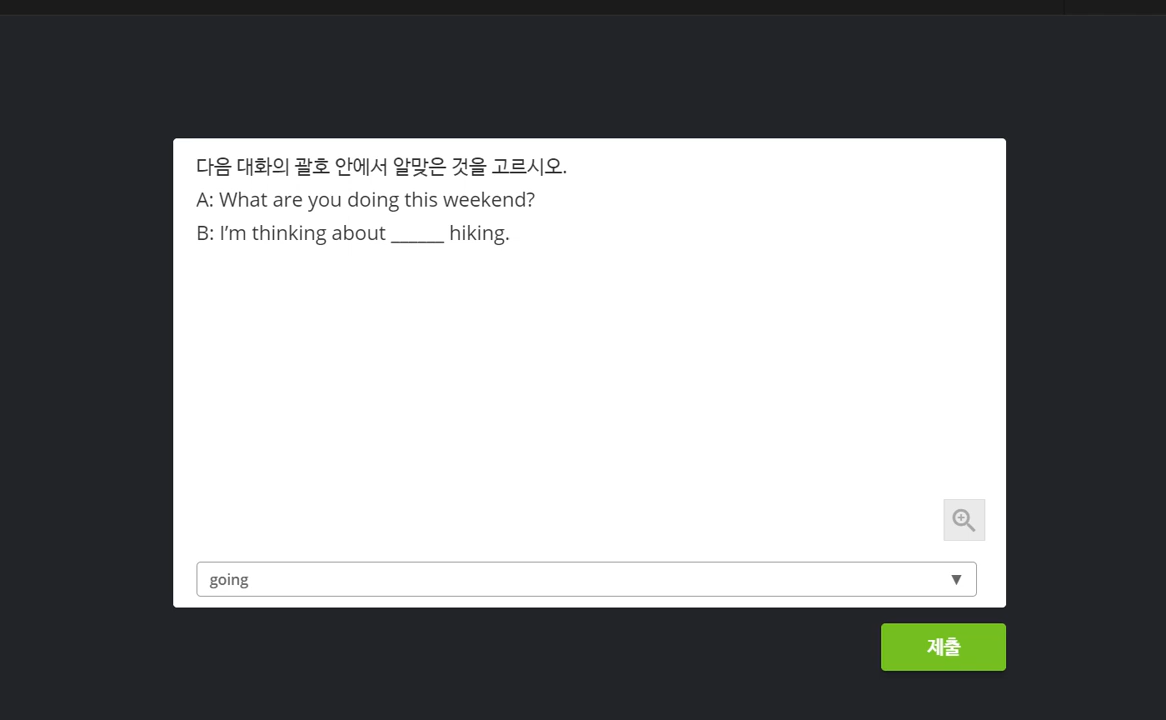 다음 대화의 괄호 안에서 알맞은 것을 고르시오.
A: What are you doing this weekend?
B: I’m thinking about ______ hiking.
going
제출